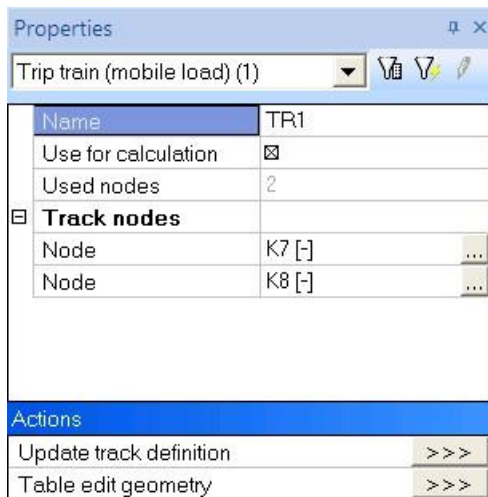 Properties
Trip train (mobile load) (1)
Name TR1
Use for calculation
Used nodes 2
Track nodes
Node K7 [-] ...
Node K8 [-] ...
Actions
Update track definition >>>
Table edit geometry >>>